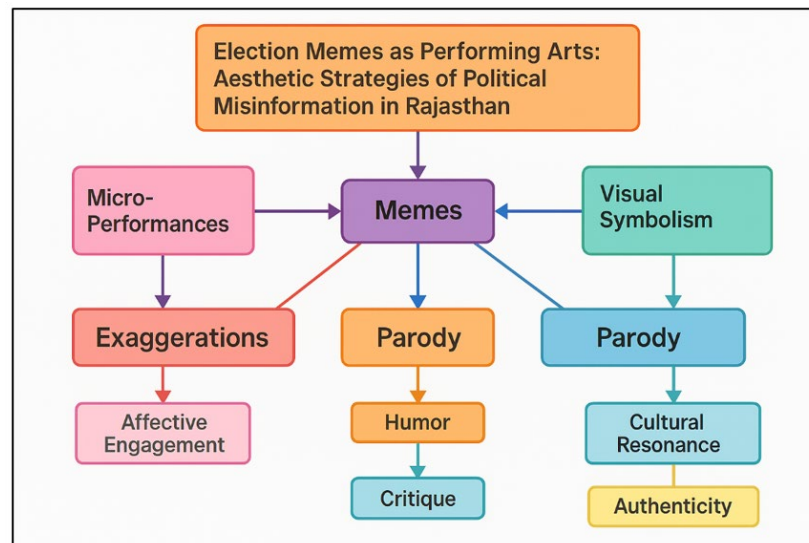 Election Memes as Performing Arts:
Aesthetic Strategies of Political
Misinformation in Rajasthan
Micro-
Performances
Memes
Visual
Symbolism
Exaggerations
Parody
Parody
Affective
Engagement
Humor
Cultural
Resonance
Critique
Authenticity